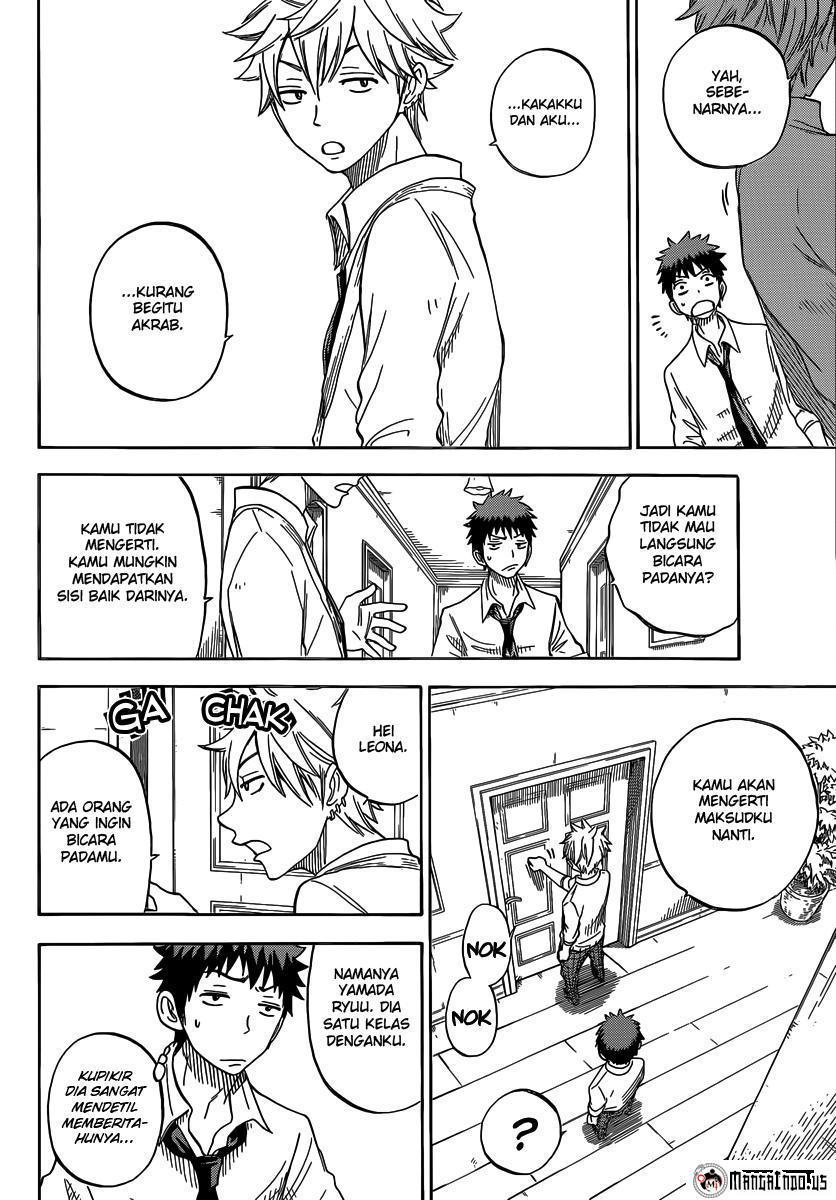 YAH,
SEBE-
NARNYA...
...KAKAKKU
DAN AKU...
...KURANG
BEGITU
AKRAB.
JADI KAMU
TIDAK MAU
LANGSUNG
BICARA
PADANYA?
KAMU TIDAK
MENGERTI.
KAMU MUNGKIN
MENDAPATKAN
SISI BAIK DARINYA.
KAMU AKAN
MENGERTI
MAKSUDKU
NANTI.
NOK
NOK
?
GA CHAK
HEI
LEONA.
ADA ORANG
YANG INGIN
BICARA
PADAMU.
NAMANYA
YAMADA
RYUU. DIA
SATU KELAS
DENGANKU.
KUPIKIR
DIA SANGAT
MENDETIL
MEMBERITA-
HUNYA...
MANGAINDO.US